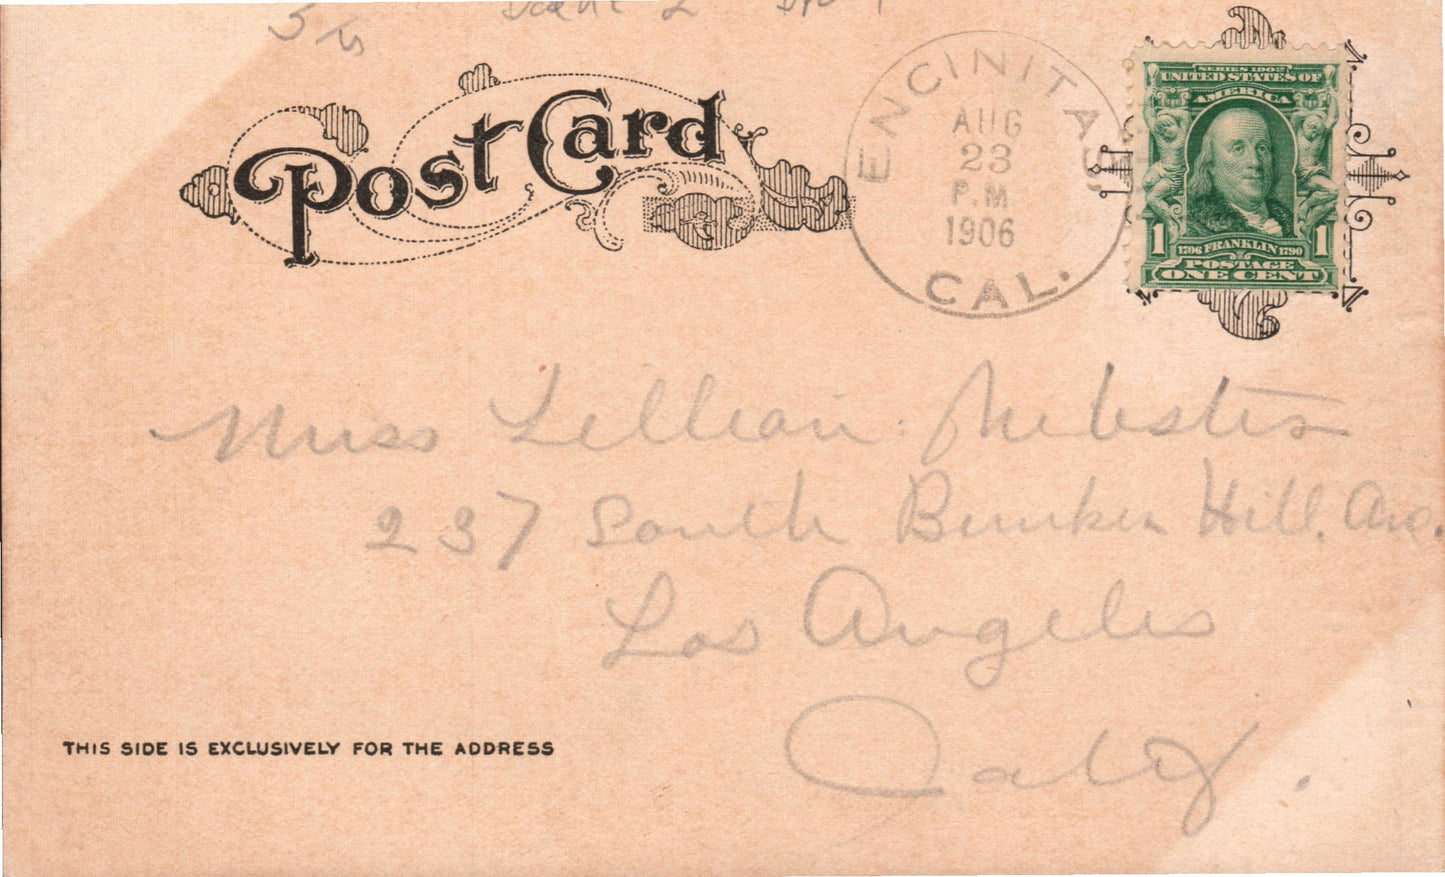 Post Card
ENCINITAS,
AUG
23
P.M.
1906
CAL.
SERIES 1902
UNITED STATES OF
AMERICA
1 1706 FRANKLIN 1790 1
POSTAGE
ONE CENT
Miss Lillian Webster
237 South Bunker Hill. Ave.
Los Angeles
Calif.
THIS SIDE IS EXCLUSIVELY FOR THE ADDRESS